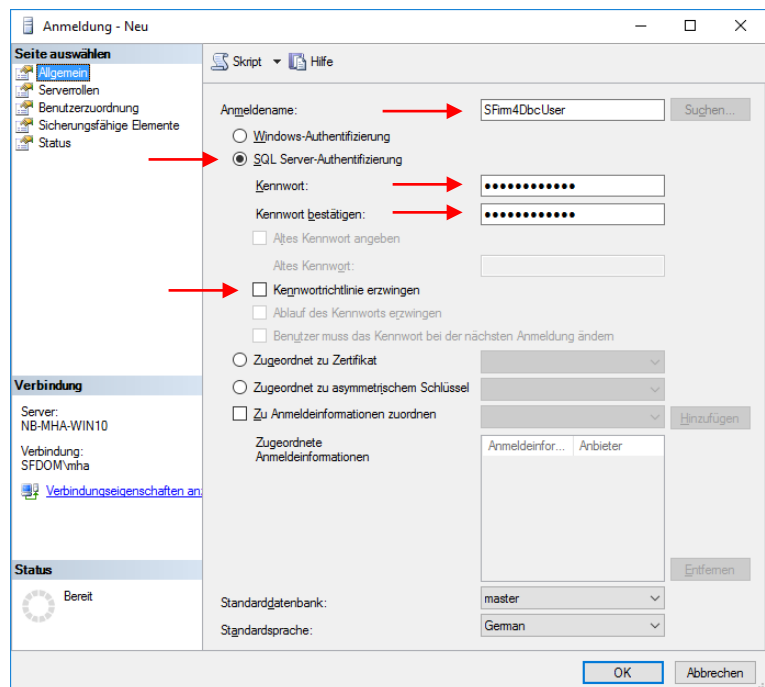 Anmeldung - Neu
Seite auswählen
Allgemein
Serverrollen
Benutzerzuordnung
Sicherungsfähige Elemente
Status
Skript
Hilfe
Anmeldename:
SFirm4DbcUser
Suchen...
Windows-Authentifizierung
SQL Server-Authentifizierung
Kennwort:
●●●●●●●●●●●●
Kennwort bestätigen:
●●●●●●●●●●●●
Altes Kennwort angeben
Altes Kennwort:
Kennwortrichtlinie erzwingen
Ablauf des Kennworts erzwingen
Benutzer muss das Kennwort bei der nächsten Anmeldung ändern
Zugeordnet zu Zertifikat
Zugeordnet zu asymmetrischem Schlüssel
Zu Anmeldeinformationen zuordnen
Hinzufügen
Zugeordnete
Anmeldeinformationen
Anmeldeinfor... Anbieter
Entfernen
Standarddatenbank:
master
Standardsprache:
German
Verbindung
Server:
NB-MHA-WIN10
Verbindung:
SFDOM\mha
Verbindungseigenschaften an
Status
Bereit
OK
Abbrechen